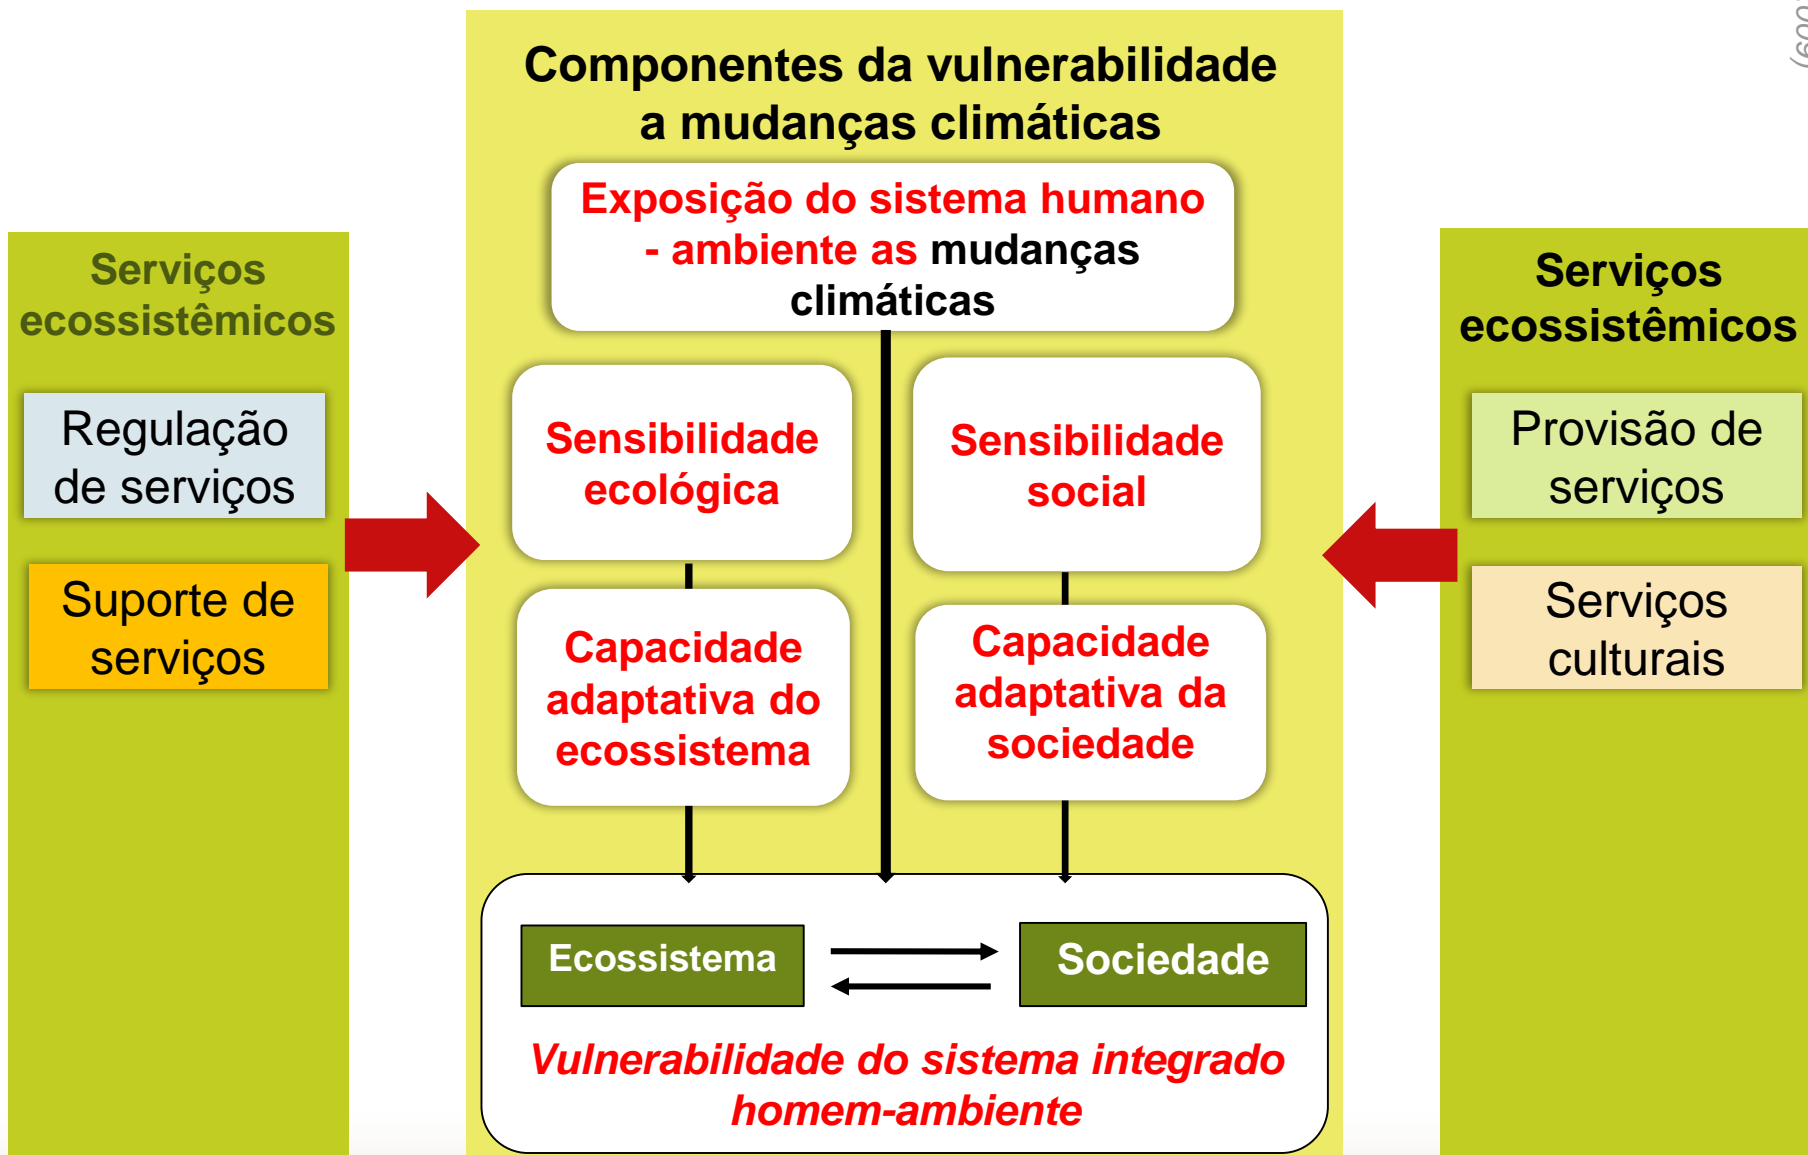 Componentes da vulnerabilidade
a mudanças climáticas
Exposição do sistema humano
- ambiente as mudanças
climáticas
Serviços
ecossistêmicos
Regulação
de serviços
Suporte de
serviços
Sensibilidade
ecológica
Capacidade
adaptativa do
ecossistema
Sensibilidade
social
Capacidade
adaptativa da
sociedade
Serviços
ecossistêmicos
Provisão de
serviços
Serviços
culturais
Ecossistema
Sociedade
Vulnerabilidade do sistema integrado
homem-ambiente